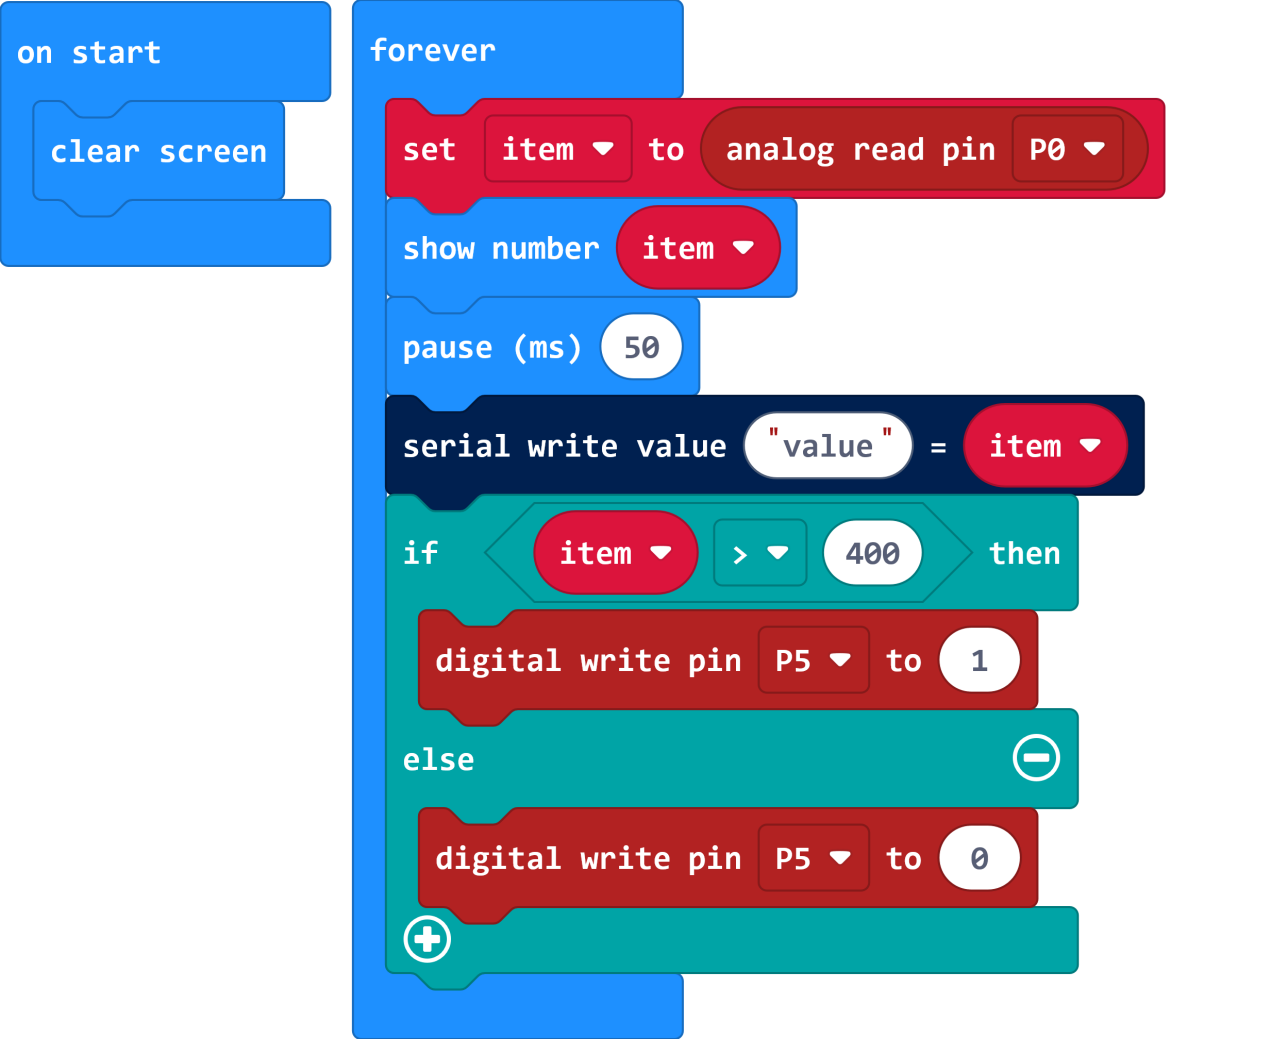 on start
clear screen
forever
set item to analog read pin P0
show number item
pause (ms) 50
serial write value "value" = item
if item > 400 then
digital write pin P5 to 1
else
digital write pin P5 to 0